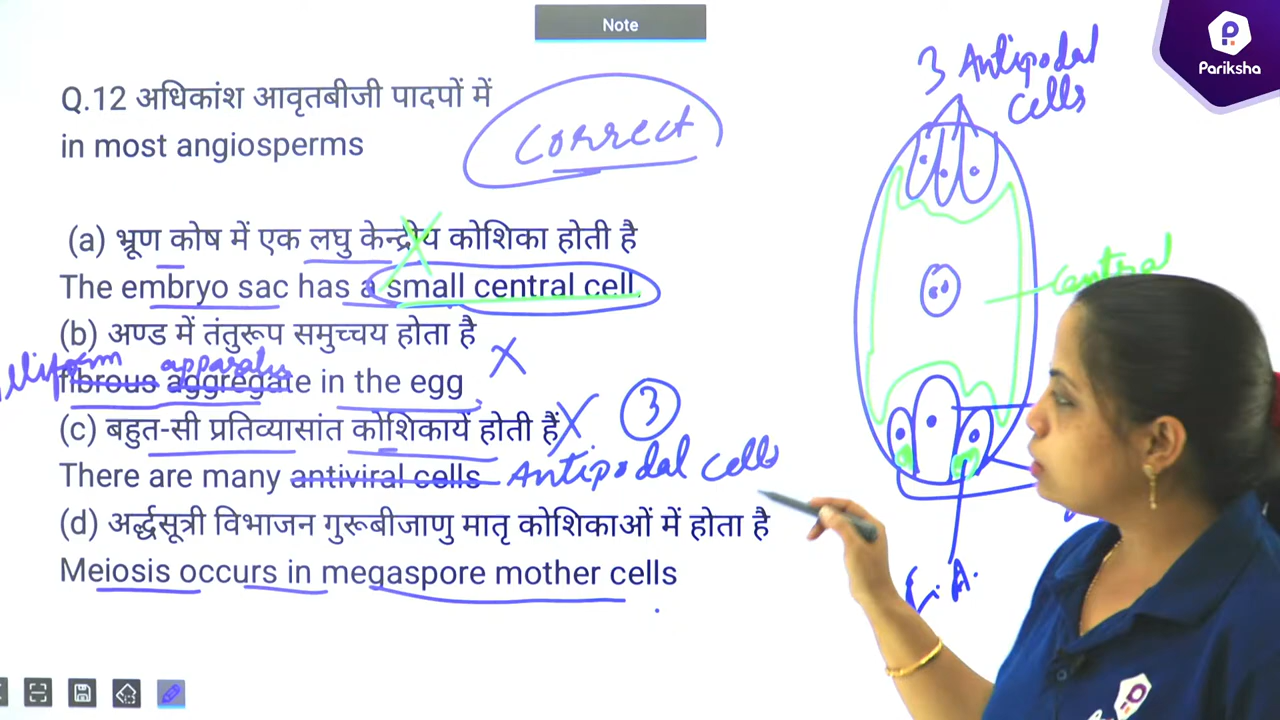 Note
Pariksha
3 Antipodal
cells
Q.12 अधिकांश आवृतबीजी पादपों में
in most angiosperms
correct
(a) भ्रूण कोष में एक लघु केन्द्रीय कोशिका होती है
The embryo sac has a small central cell.
central
(b) अण्ड में तंतुरूप समुच्चय होता है
apparatus
fibrous aggregate in the egg
3
(c) बहुत-सी प्रतिव्यासांत कोशिकायें होती हैं
There are many antiviral cells Antipodal cells
(d) अर्द्धसूत्री विभाजन गुरूबीजाणु मातृ कोशिकाओं में होता है
Meiosis occurs in megaspore mother cells